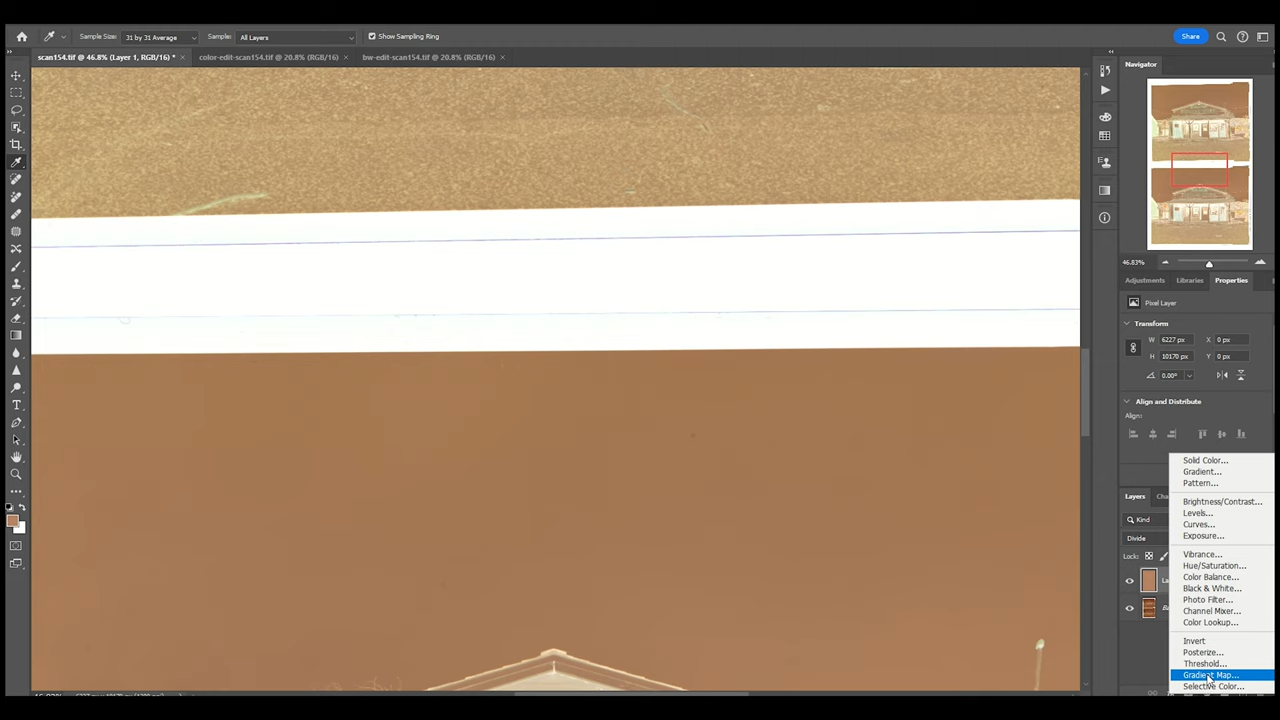 Sample Size: 31 by 31 Average Sample: All Layers Show Sampling Ring Share
scan154.tif @ 46.8% (Layer 1, RGB/16) * × color-edit-scan154.tif @ 20.8% (RGB/16) × bw-edit-scan154.tif @ 20.8% (RGB/16) ×
Navigator
46.83%
Adjustments Libraries Properties
Pixel Layer
Transform
W 6227 px X 0 px
H 10170 px Y 0 px
0.00°
Align and Distribute
Align:
Solid Color...
Gradient...
Pattern...
Layers Cha
Brightness/Contrast...
Kind
Levels...
Curves...
Divide
Exposure...
Lock:
Vibrance...
Hue/Saturation...
La
Color Balance...
Black & White...
Photo Filter...
Ba
Channel Mixer...
Color Lookup...
Invert
Posterize...
Threshold...
Gradient Map...
Selective Color...